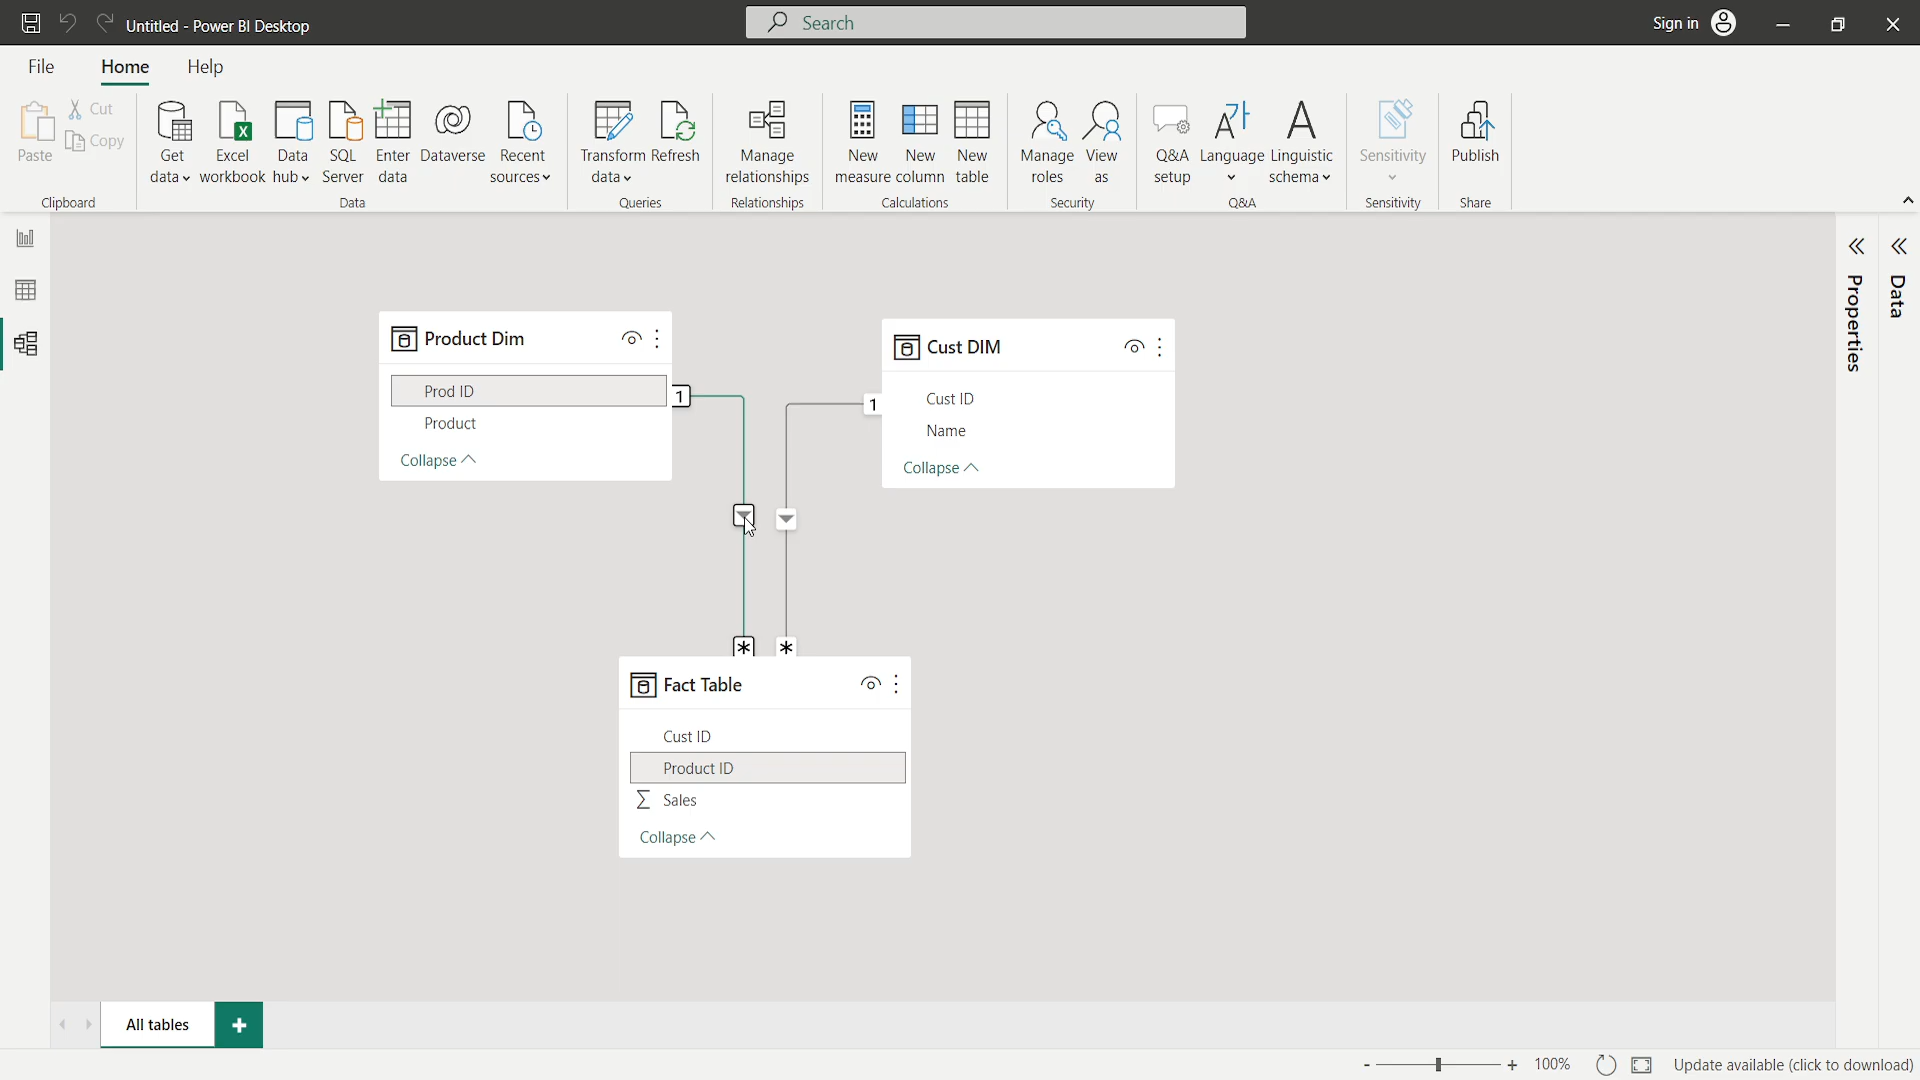 Untitled - Power BI Desktop
Search
Sign in
File
Home
Help
Paste
Cut
Copy
Get data
Excel workbook
Data hub
SQL Server
Enter data
Dataverse
Recent sources
Transform data
Refresh
Manage relationships
New measure
New column
New table
Manage roles
View as
Q&A setup
Language
Linguistic schema
Sensitivity
Publish
Clipboard
Data
Queries
Relationships
Calculations
Security
Q&A
Sensitivity
Share
Product Dim
Prod ID
Product
Collapse
1
1
Cust DIM
Cust ID
Name
Collapse
*
*
Fact Table
Cust ID
Product ID
Σ Sales
Collapse
Properties
Data
All tables
+
- + 100%
Update available (click to download)